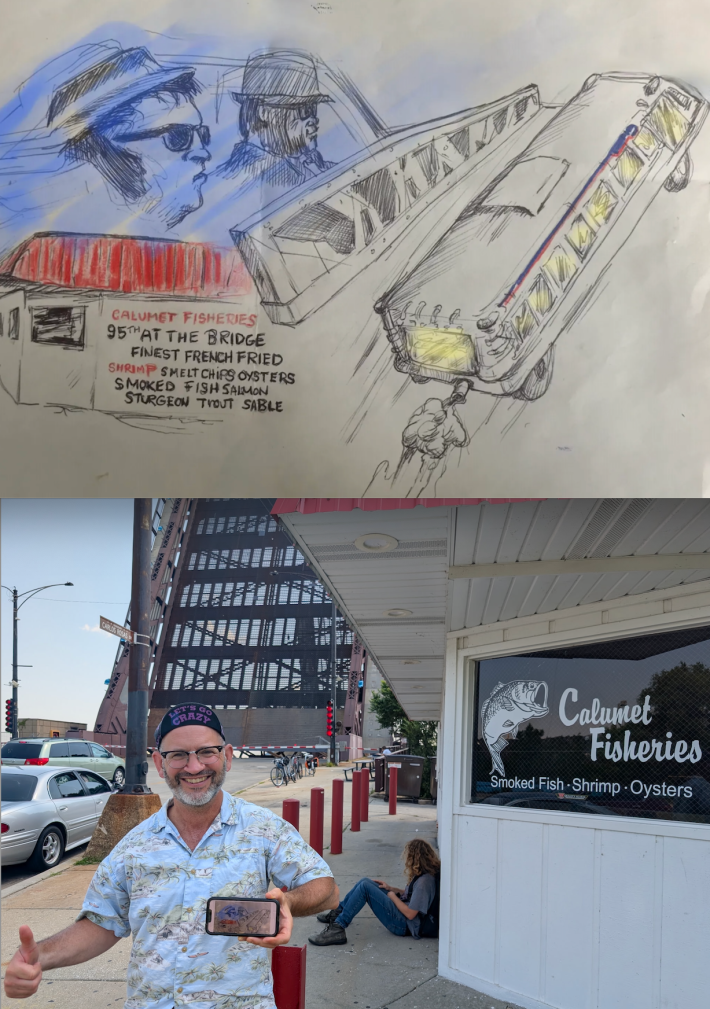 CALUMET FISHERIES
95TH AT THE BRIDGE
FINEST FRENCH FRIED
SHRIMP SMELT CHIPS OYSTERS
SMOKED FISH SALMON
STURGEON TROUT SABLE
LET'S GO
CRAZY
Calumet
Fisheries
Smoked Fish · Shrimp · Oysters